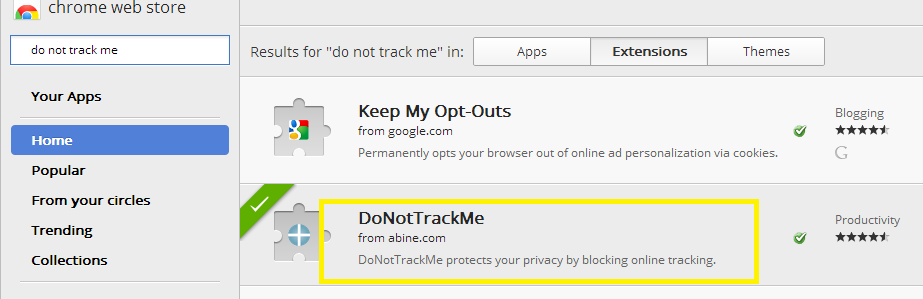 chrome web store
do not track me
Your Apps
Home
Popular
From your circles
Trending
Collections
Results for "do not track me" in:
Apps
Extensions
Themes
Keep My Opt-Outs
from google.com
Permanently opts your browser out of online ad personalization via cookies.
Blogging
G
DoNotTrackMe
from abine.com
DoNotTrackMe protects your privacy by blocking online tracking.
Productivity